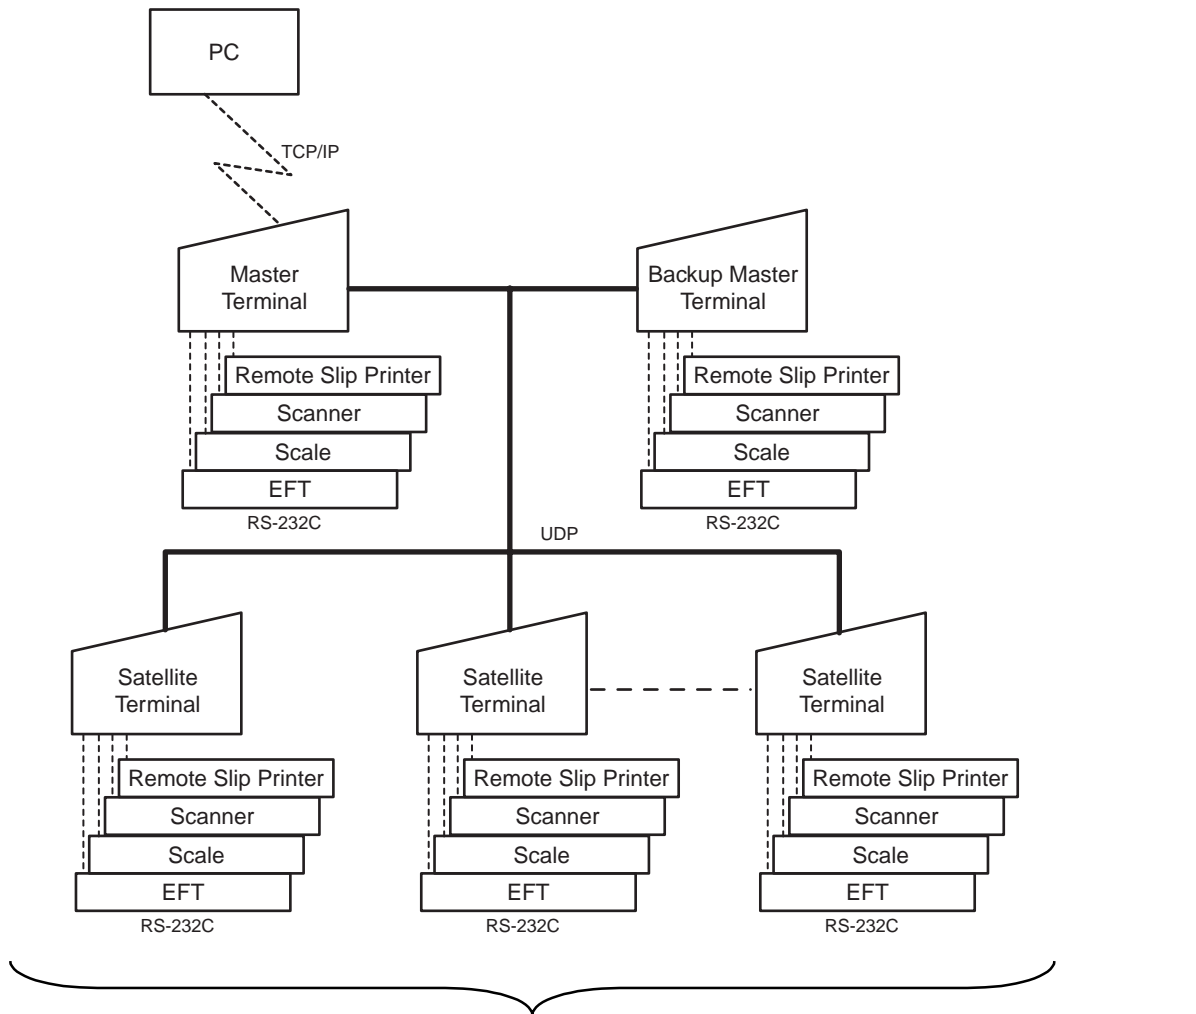 PC
TCP/IP
Master
Terminal
Backup Master
Terminal
Remote Slip Printer
Scanner
Scale
EFT
RS-232C
Remote Slip Printer
Scanner
Scale
EFT
RS-232C
UDP
Satellite
Terminal
Satellite
Terminal
Satellite
Terminal
Remote Slip Printer
Scanner
Scale
EFT
RS-232C
Remote Slip Printer
Scanner
Scale
EFT
RS-232C
Remote Slip Printer
Scanner
Scale
EFT
RS-232C